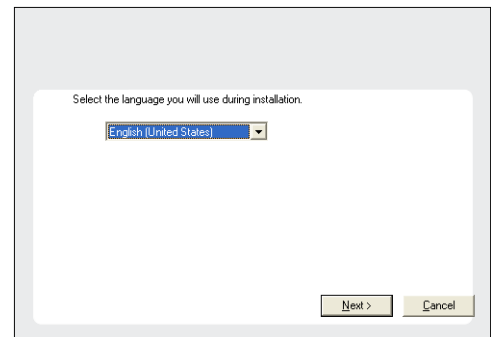 Select the language you will use during installation.
English (United States)
Next >
Cancel